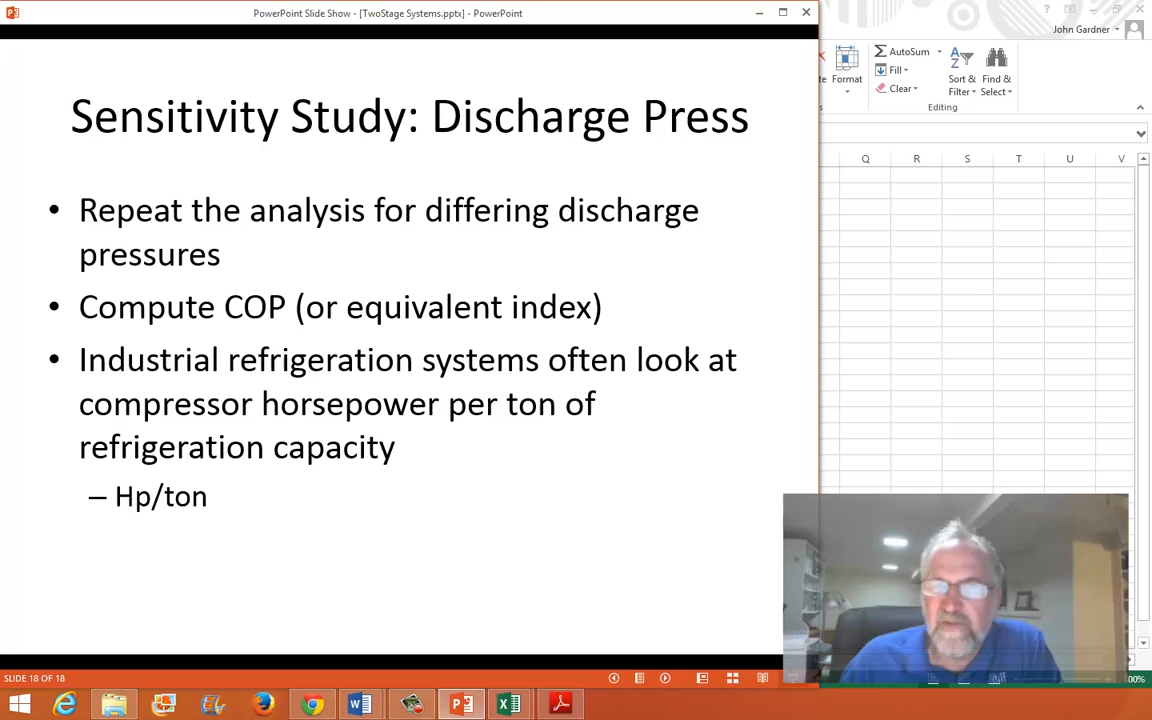 PowerPoint Slide Show - [TwoStage Systems.pptx] - PowerPoint
John Gardner
AutoSum
Fill
Clear
Format
Sort &
Filter
Find &
Select
Editing
Q R S T U V
Sensitivity Study: Discharge Press
• Repeat the analysis for differing discharge
pressures
• Compute COP (or equivalent index)
• Industrial refrigeration systems often look at
compressor horsepower per ton of
refrigeration capacity
– Hp/ton
SLIDE 18 OF 18